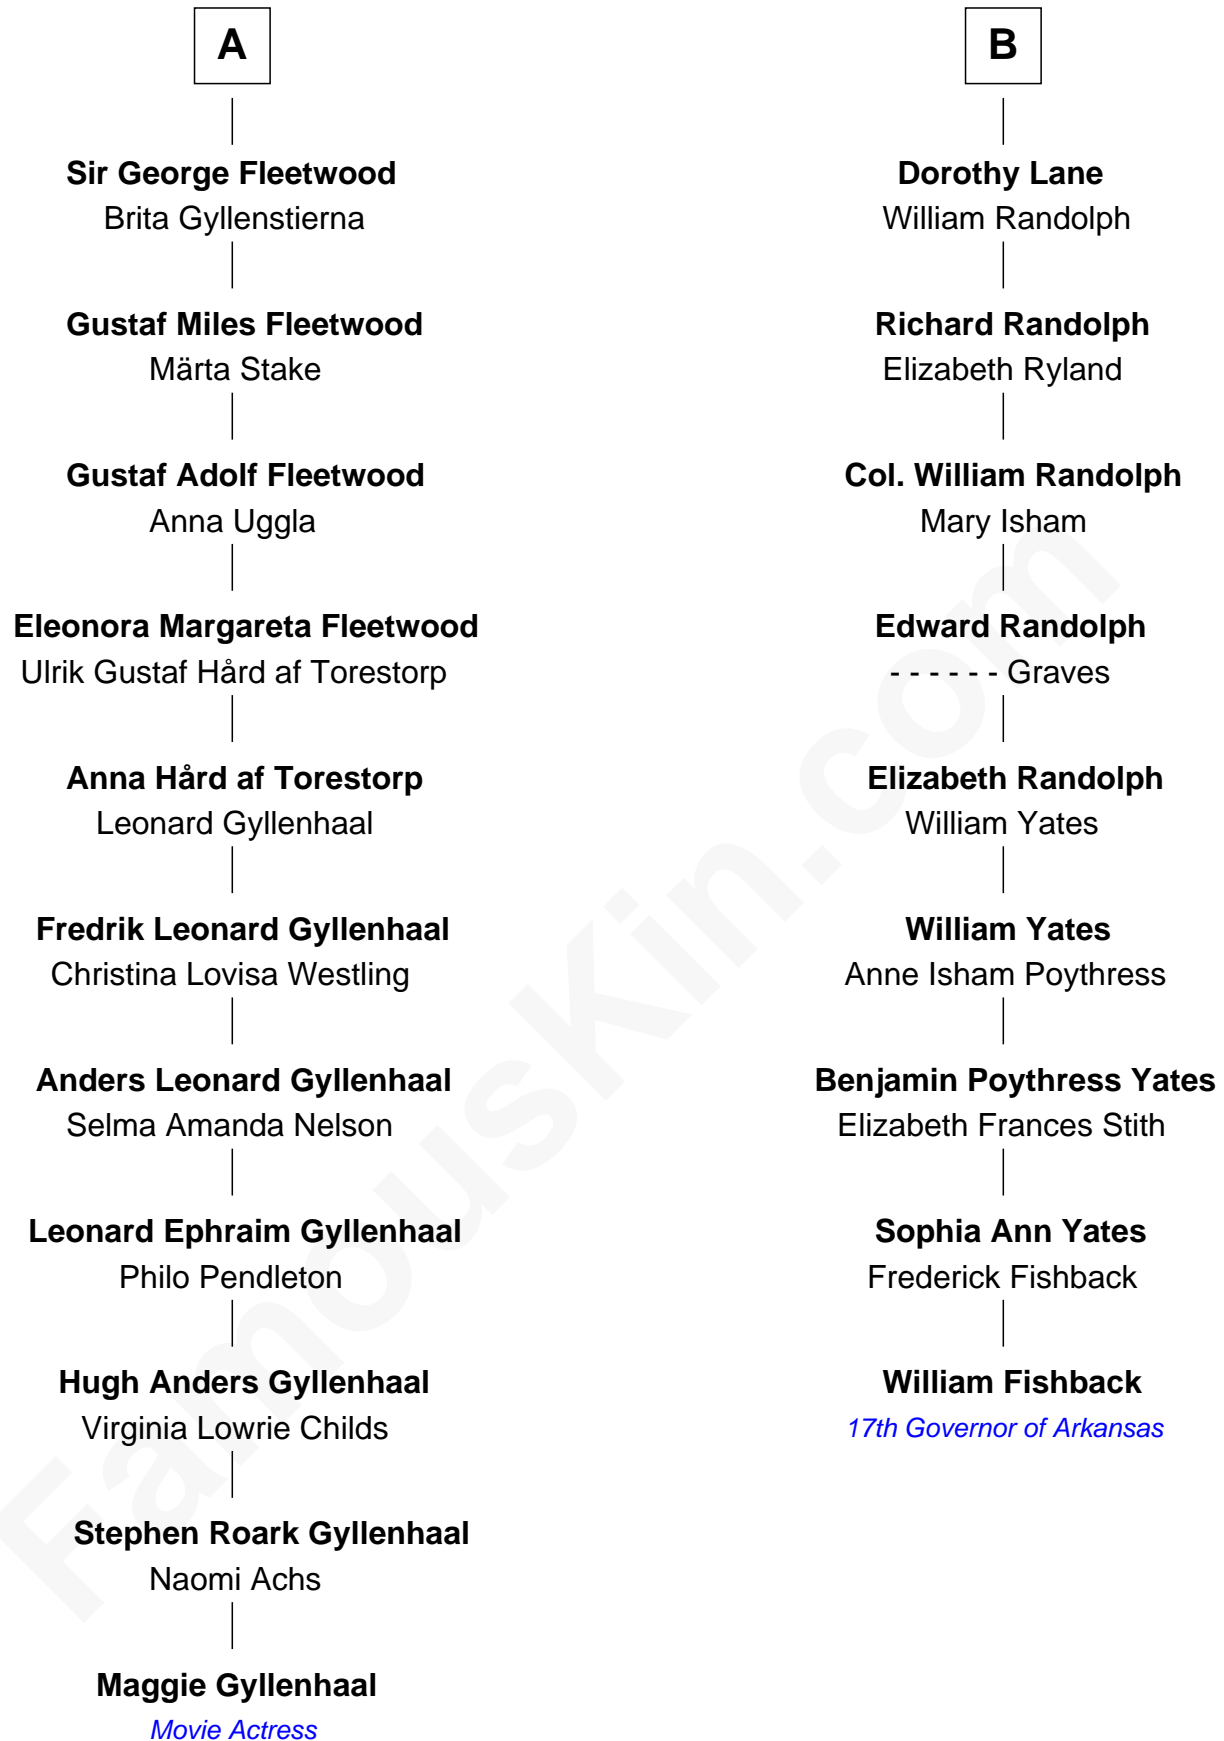 A
Sir George Fleetwood
Brita Gyllenstierna
Gustaf Miles Fleetwood
Märta Stake
Gustaf Adolf Fleetwood
Anna Uggla
Eleonora Margareta Fleetwood
Ulrik Gustaf Hård af Torestorp
Anna Hård af Torestorp
Leonard Gyllenhaal
Fredrik Leonard Gyllenhaal
Christina Lovisa Westling
Anders Leonard Gyllenhaal
Selma Amanda Nelson
Leonard Ephraim Gyllenhaal
Philo Pendleton
Hugh Anders Gyllenhaal
Virginia Lowrie Childs
Stephen Roark Gyllenhaal
Naomi Achs
Maggie Gyllenhaal
Movie Actress
B
Dorothy Lane
William Randolph
Richard Randolph
Elizabeth Ryland
Col. William Randolph
Mary Isham
Edward Randolph
- - - - - - Graves
Elizabeth Randolph
William Yates
William Yates
Anne Isham Poythress
Benjamin Poythress Yates
Elizabeth Frances Stith
Sophia Ann Yates
Frederick Fishback
William Fishback
17th Governor of Arkansas
FamousKin.com